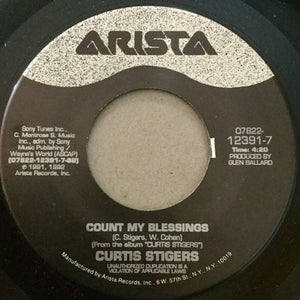 ARISTA
Sony Tunes Inc.,
C. Montrose S. Music
Inc., adm. by Sony
Music Publishing /
Wayne's World (ASCAP)
[07822-12391-7-BB]
℗ 1991, 1992
Arista Records, Inc.
07822-
12391-7
Time: 4:20
PRODUCED BY
GLEN BALLARD
COUNT MY BLESSINGS
(C. Stigers, W. Cohen)
(From the album "CURTIS STIGERS")
CURTIS STIGERS
UNAUTHORIZED DUPLICATION IS A
VIOLATION OF APPLICABLE LAWS
Arista Records, Inc., 6 W. 57th St., N.Y., N.Y. 10019